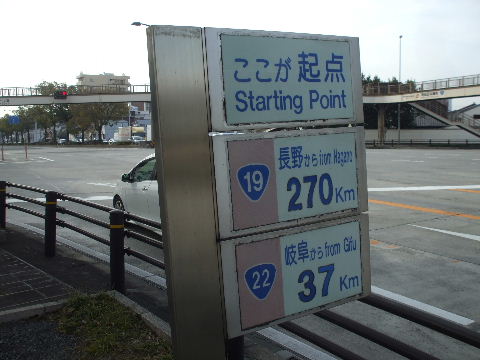 ここが 起点
Starting Point
19 長野から from Nagano
270 Km
22 岐阜から from Gifu
37 Km